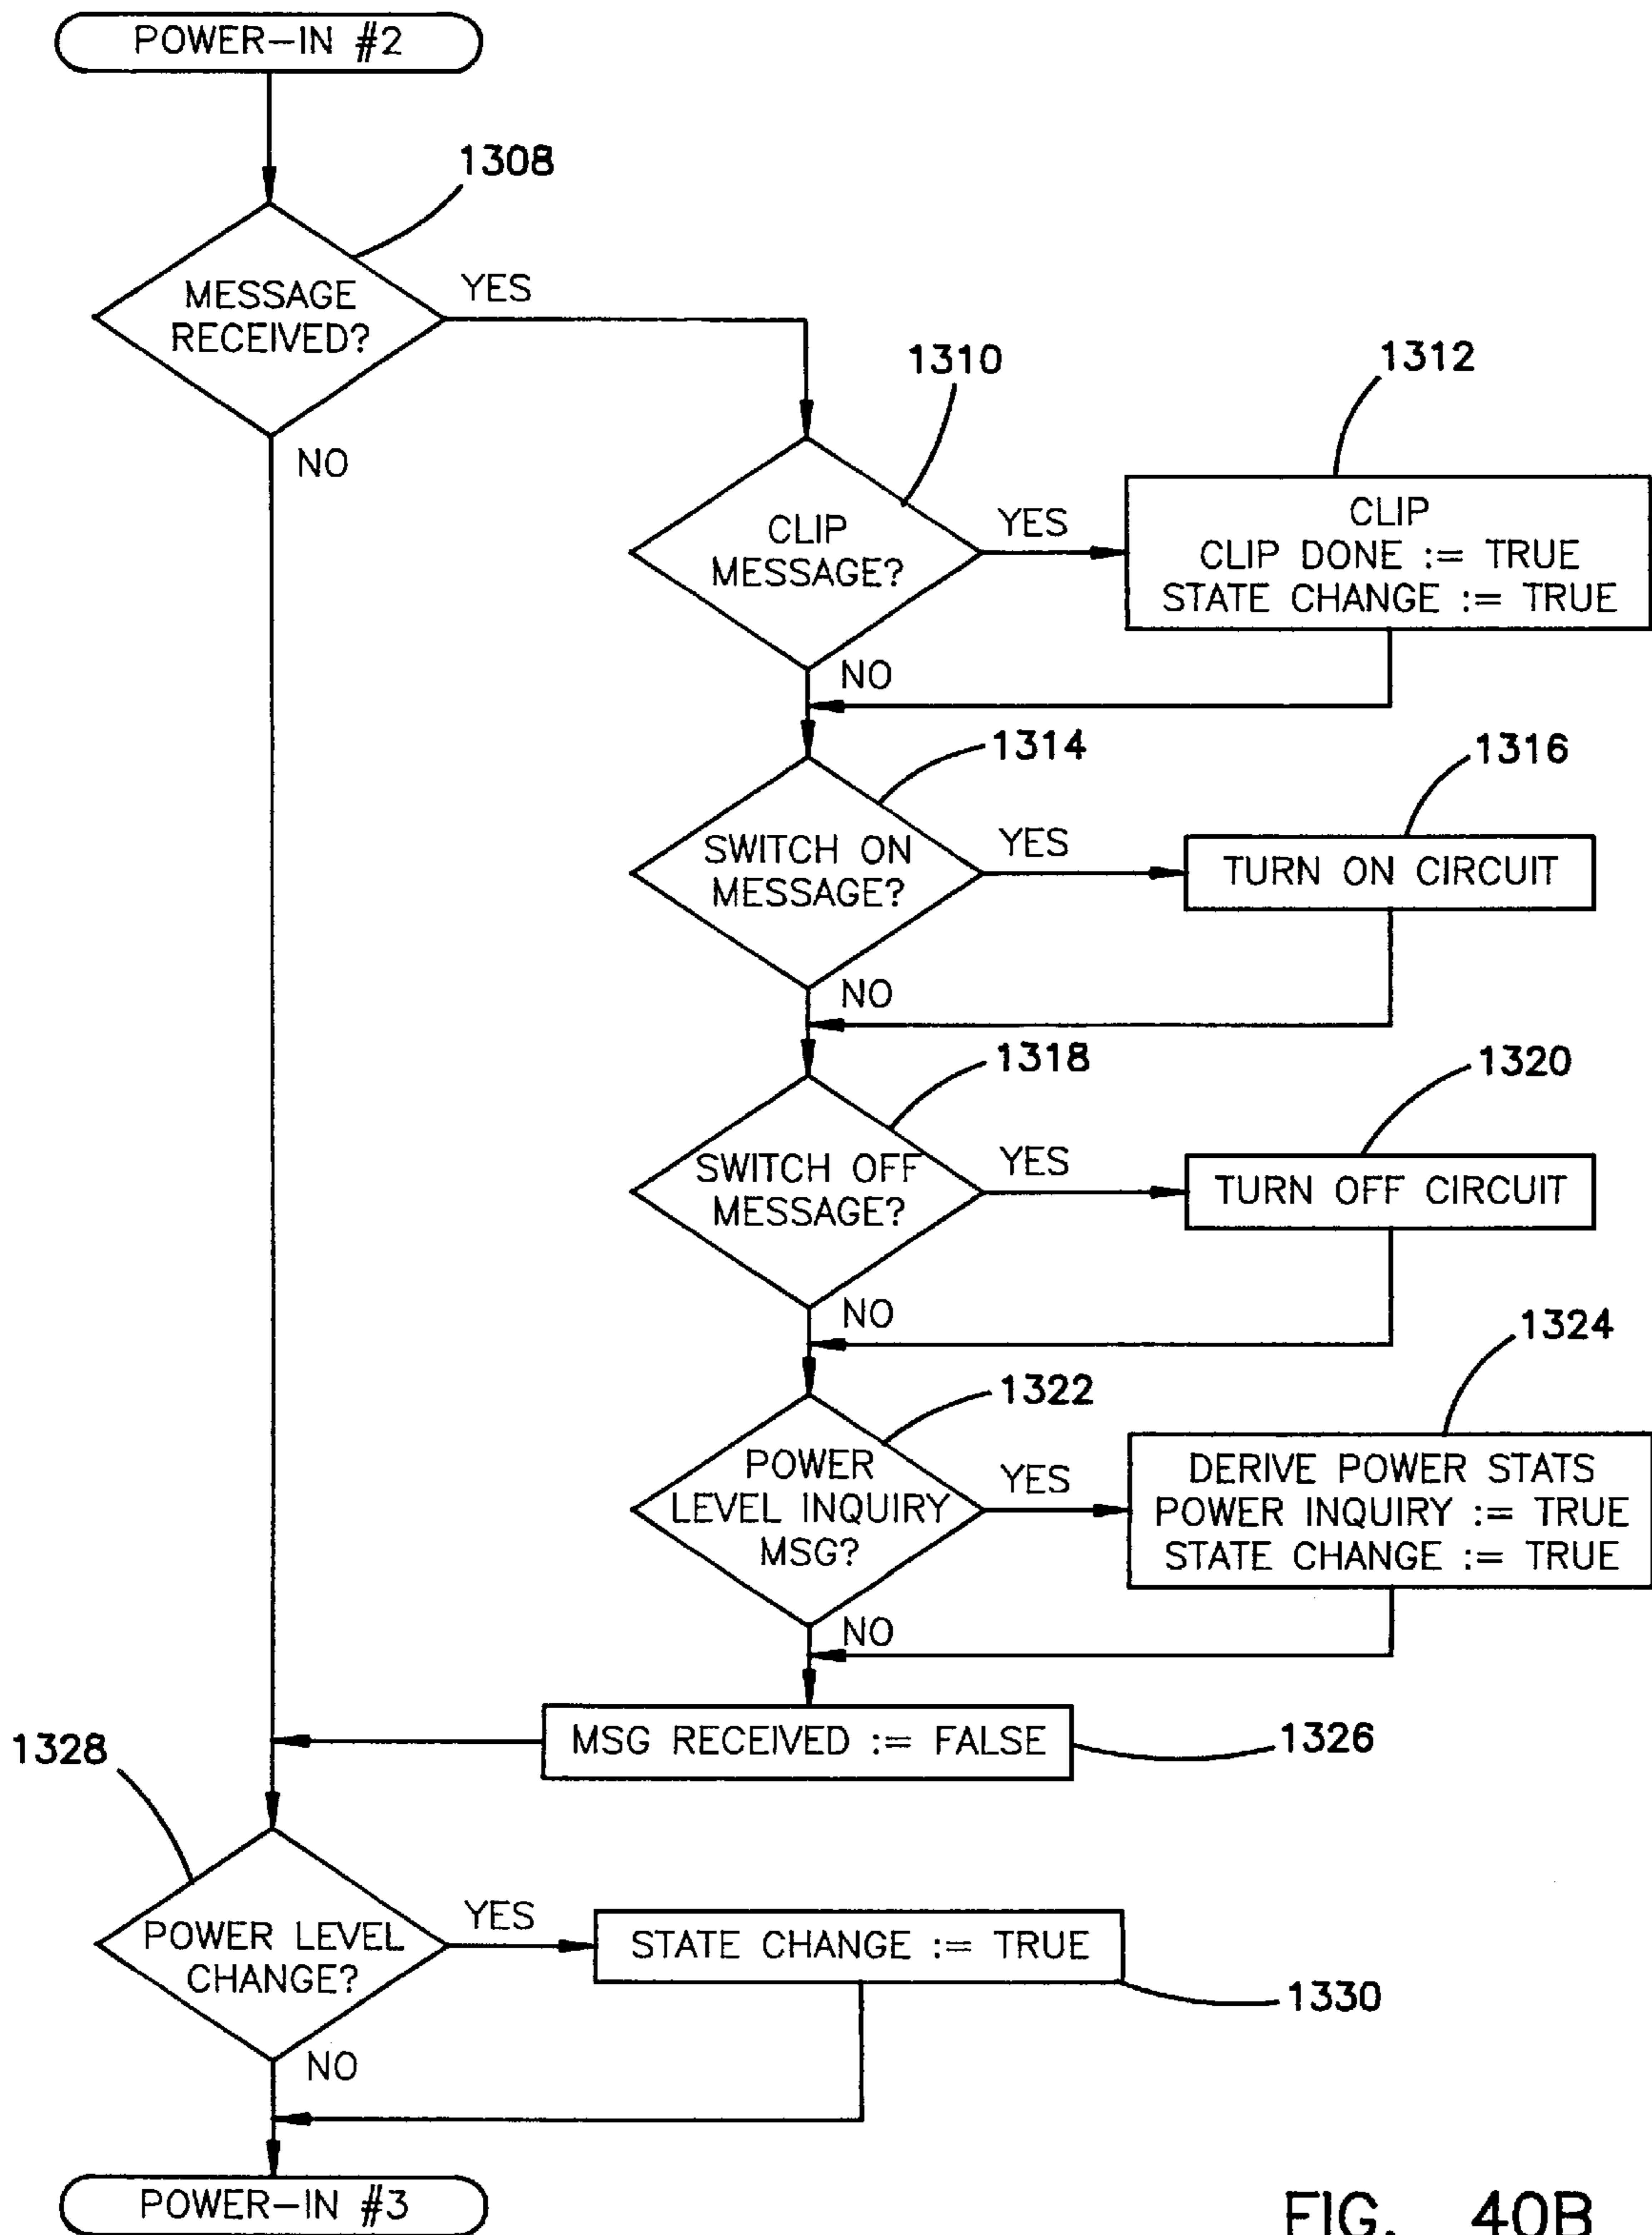 POWER-IN #2
1308
MESSAGE
RECEIVED?
YES
NO
1310
CLIP
MESSAGE?
YES
NO
1312
CLIP
CLIP DONE := TRUE
STATE CHANGE := TRUE
1314
SWITCH ON
MESSAGE?
YES
NO
1316
TURN ON CIRCUIT
1318
SWITCH OFF
MESSAGE?
YES
NO
1320
TURN OFF CIRCUIT
1322
POWER
LEVEL INQUIRY
MSG?
YES
NO
1324
DERIVE POWER STATS
POWER INQUIRY := TRUE
STATE CHANGE := TRUE
MSG RECEIVED := FALSE
1326
1328
POWER LEVEL
CHANGE?
YES
NO
STATE CHANGE := TRUE
1330
POWER-IN #3
FIG. 40B